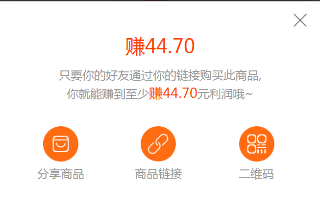 赚44.70
只要你的好友通过你的链接购买此商品,
你就能赚到至少赚44.70元利润哦~
分享商品
商品链接
二维码